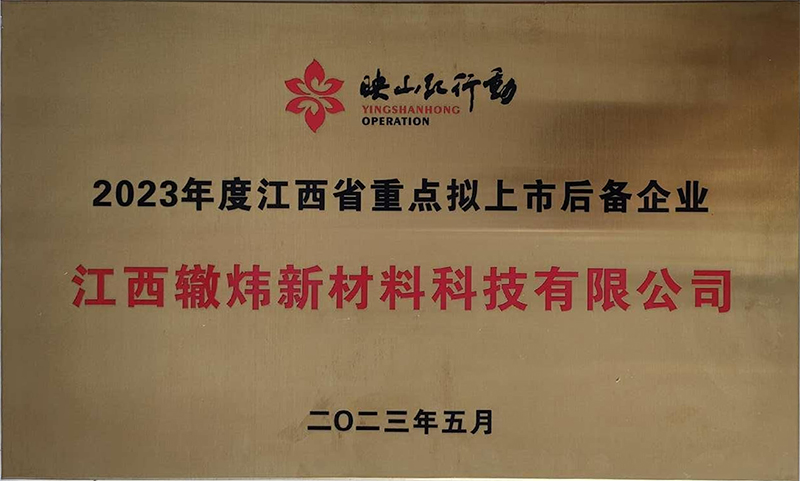 映山红行動
YINGSHANHONG
OPERATION
2023年度江西省重点拟上市后备企业
江西辙炜新材料科技有限公司
二〇二三年五月